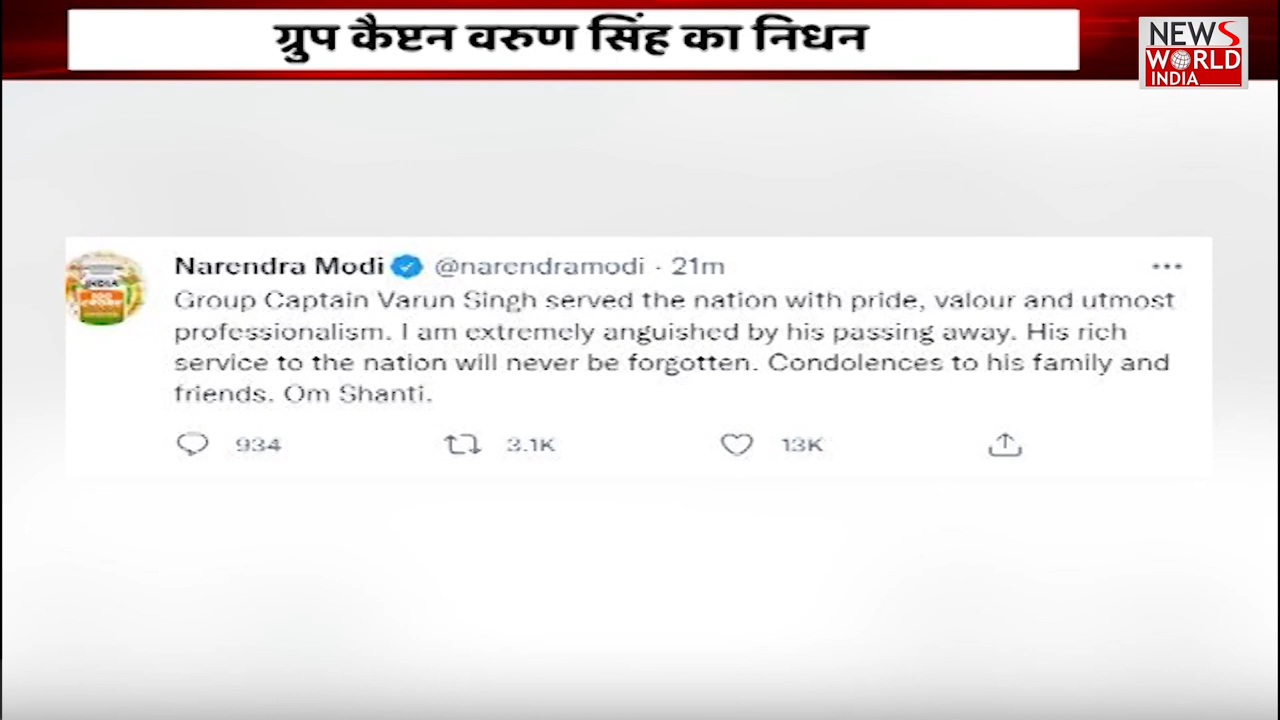 ग्रुप कैप्टन वरुण सिंह का निधन
NEWS
WORLD
INDIA
Narendra Modi @narendramodi · 21m
Group Captain Varun Singh served the nation with pride, valour and utmost
professionalism. I am extremely anguished by his passing away. His rich
service to the nation will never be forgotten. Condolences to his family and
friends. Om Shanti.
934 3.1K 13K